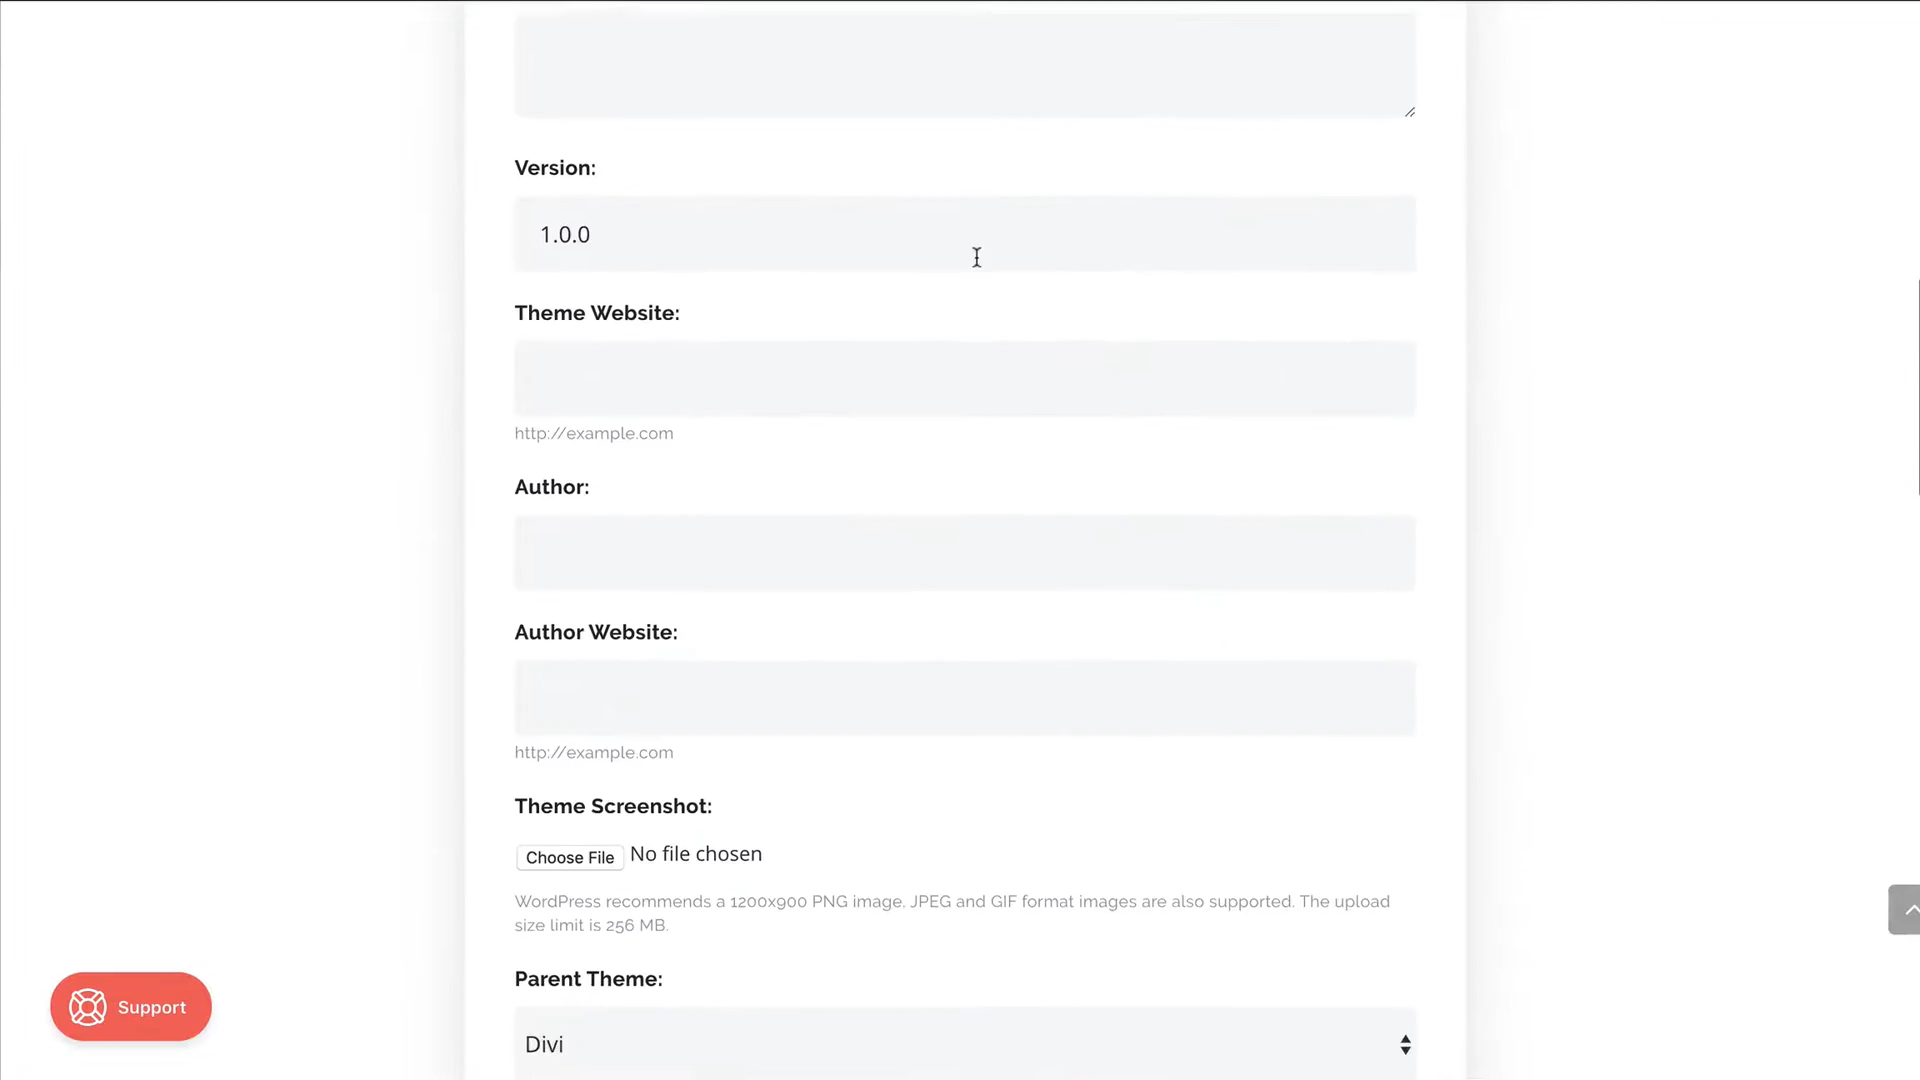 Version:
1.0.0
Theme Website:
http://example.com
Author:
Author Website:
http://example.com
Theme Screenshot:
Choose File No file chosen
WordPress recommends a 1200x900 PNG image. JPEG and GIF format images are also supported. The upload
size limit is 256 MB.
Parent Theme:
Support
Divi